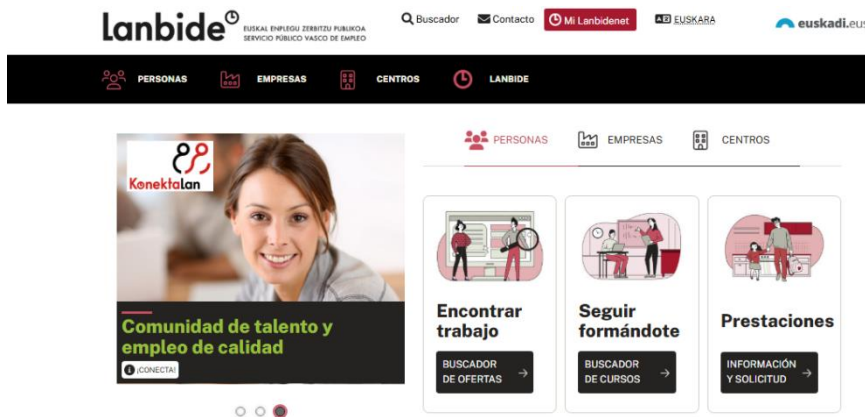 lanbide
EUSKAL ENPLEGU ZERBITZU PUBLIKOA
SERVICIO PÚBLICO VASCO DE EMPLEO
Buscador
Contacto
Mi Lanbidenet
EUSKARA
euskadi.eus
PERSONAS
EMPRESAS
CENTROS
LANBIDE
Konektalan
Comunidad de talento y
empleo de calidad
¡CONECTA!
PERSONAS
EMPRESAS
CENTROS
Encontrar
trabajo
BUSCADOR
DE OFERTAS
Seguir
formándote
BUSCADOR
DE CURSOS
Prestaciones
INFORMACIÓN
Y SOLICITUD